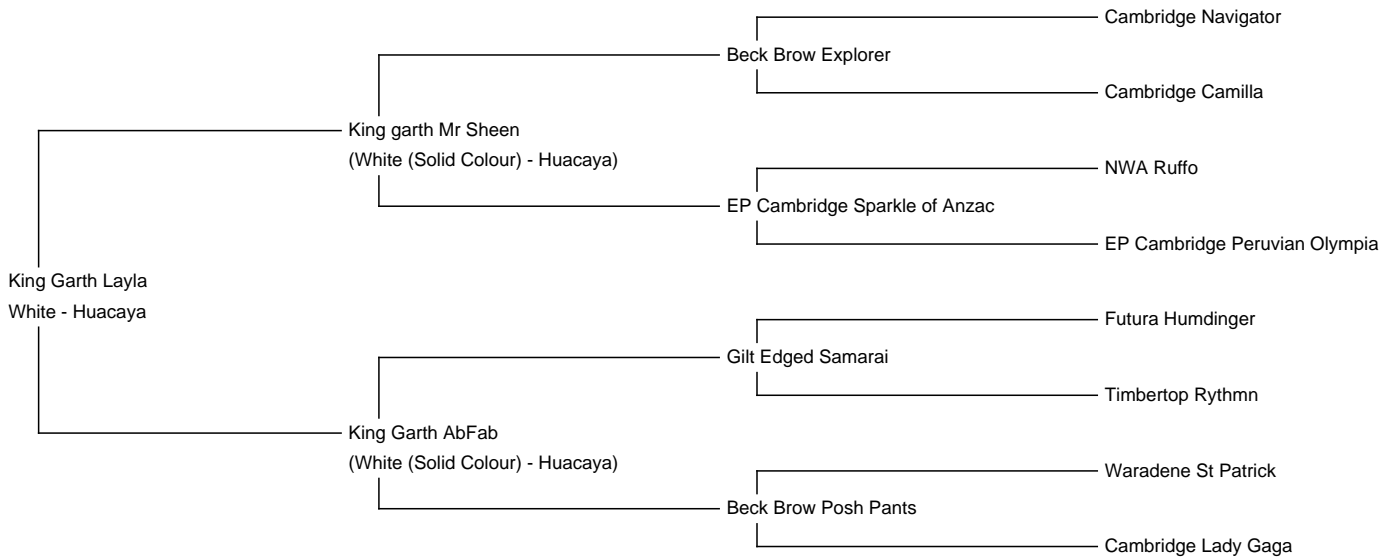 Cambridge Navigator
Beck Brow Explorer
Cambridge Camilla
King garth Mr Sheen
(White (Solid Colour) - Huacaya)
NWA Ruffo
EP Cambridge Sparkle of Anzac
EP Cambridge Peruvian Olympia
King Garth Layla
White - Huacaya
Futura Humdinger
Gilt Edged Samarai
Timbertop Rythmn
King Garth AbFab
(White (Solid Colour) - Huacaya)
Waradene St Patrick
Beck Brow Posh Pants
Cambridge Lady Gaga